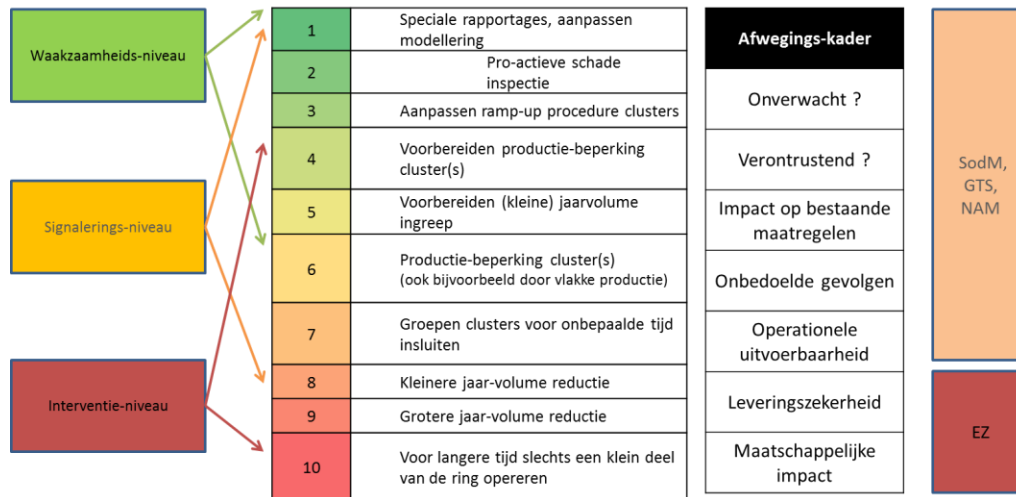 Waakzaamheids-niveau
Signalerings-niveau
Interventie-niveau
1
Speciale rapportages, aanpassen
modellering
2
Pro-actieve schade
inspectie
3
Aanpassen ramp-up procedure clusters
4
Voorbereiden productie-beperking
cluster(s)
5
Voorbereiden (kleine) jaarvolume
ingreep
6
Productie-beperking cluster(s)
(ook bijvoorbeeld door vlakke productie)
7
Groepen clusters voor onbepaalde tijd
insluiten
8
Kleinere jaar-volume reductie
9
Grotere jaar-volume reductie
10
Voor langere tijd slechts een klein deel
van de ring opereren
Afwegings-kader
Onverwacht ?
Verontrustend ?
Impact op bestaande
maatregelen
Onbedoelde gevolgen
Operationele
uitvoerbaarheid
Leveringszekerheid
Maatschappelijke
impact
SodM,
GTS,
NAM
EZ